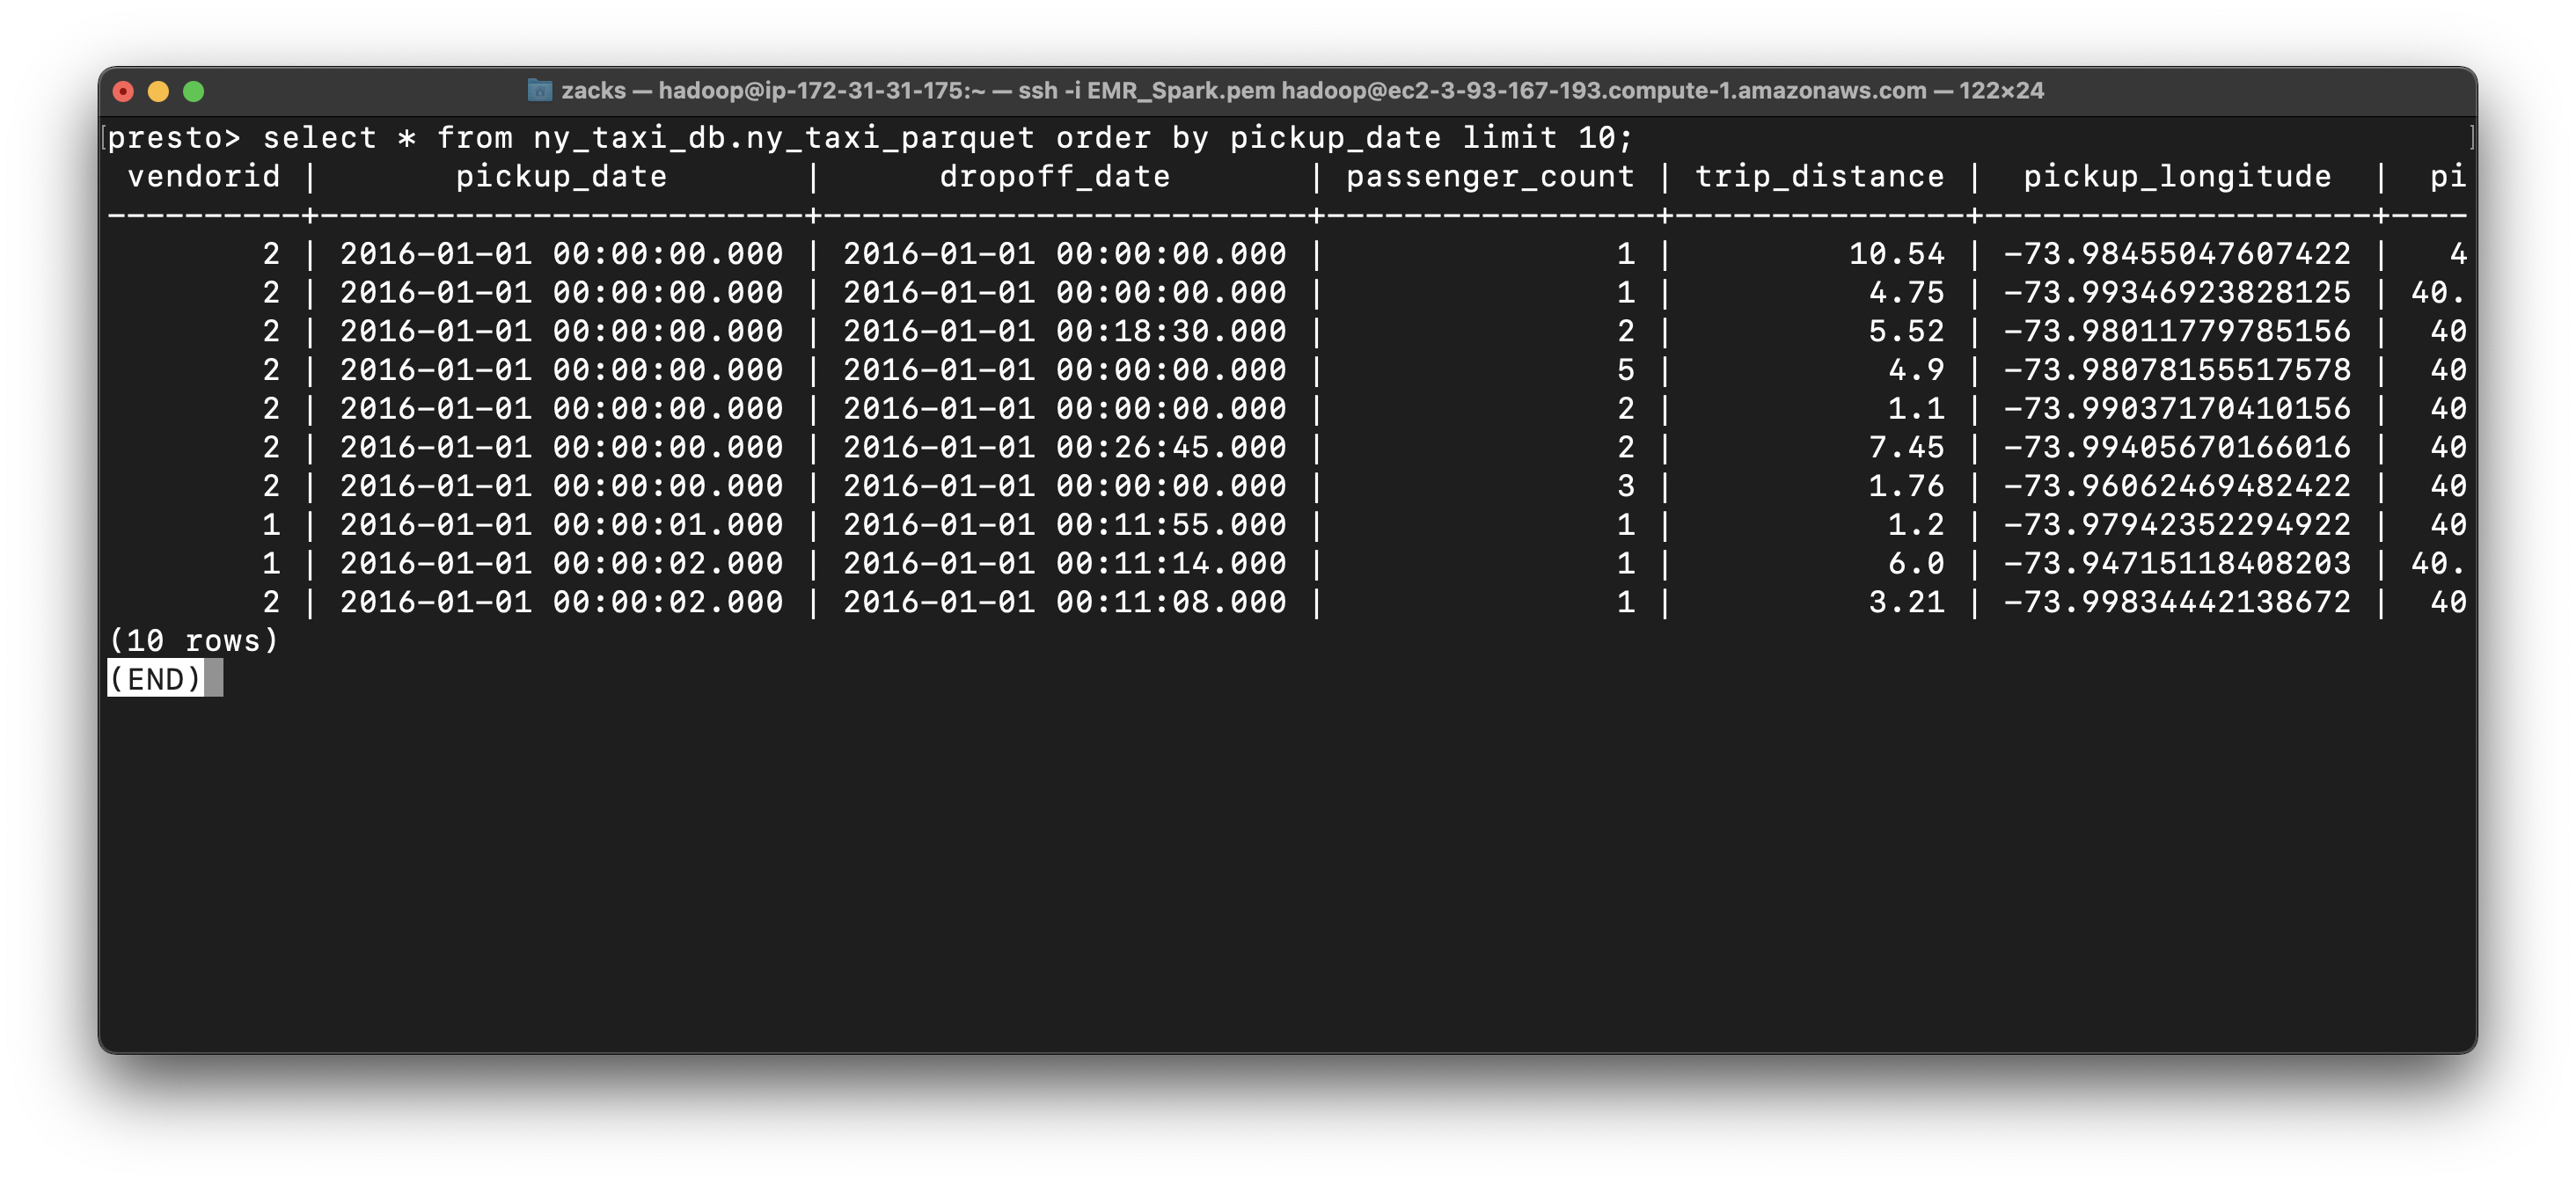 zacks — hadoop@ip-172-31-31-175:~ — ssh -i EMR_Spark.pem hadoop@ec2-3-93-167-193.compute-1.amazonaws.com — 122×24
[presto> select * from ny_taxi_db.ny_taxi_parquet order by pickup_date limit 10; ]
vendorid | pickup_date | dropoff_date | passenger_count | trip_distance | pickup_longitude | pi
----------+-------------------------+-------------------------+-----------------+---------------+--------------------+----
2 | 2016-01-01 00:00:00.000 | 2016-01-01 00:00:00.000 | 1 | 10.54 | -73.98455047607422 | 4
2 | 2016-01-01 00:00:00.000 | 2016-01-01 00:00:00.000 | 1 | 4.75 | -73.99346923828125 | 40.
2 | 2016-01-01 00:00:00.000 | 2016-01-01 00:18:30.000 | 2 | 5.52 | -73.98011779785156 | 40
2 | 2016-01-01 00:00:00.000 | 2016-01-01 00:00:00.000 | 5 | 4.9 | -73.98078155517578 | 40
2 | 2016-01-01 00:00:00.000 | 2016-01-01 00:00:00.000 | 2 | 1.1 | -73.99037170410156 | 40
2 | 2016-01-01 00:00:00.000 | 2016-01-01 00:26:45.000 | 2 | 7.45 | -73.99405670166016 | 40
2 | 2016-01-01 00:00:00.000 | 2016-01-01 00:00:00.000 | 3 | 1.76 | -73.96062469482422 | 40
1 | 2016-01-01 00:00:01.000 | 2016-01-01 00:11:55.000 | 1 | 1.2 | -73.97942352294922 | 40
1 | 2016-01-01 00:00:02.000 | 2016-01-01 00:11:14.000 | 1 | 6.0 | -73.94715118408203 | 40.
2 | 2016-01-01 00:00:02.000 | 2016-01-01 00:11:08.000 | 1 | 3.21 | -73.99834442138672 | 40
(10 rows)
(END)